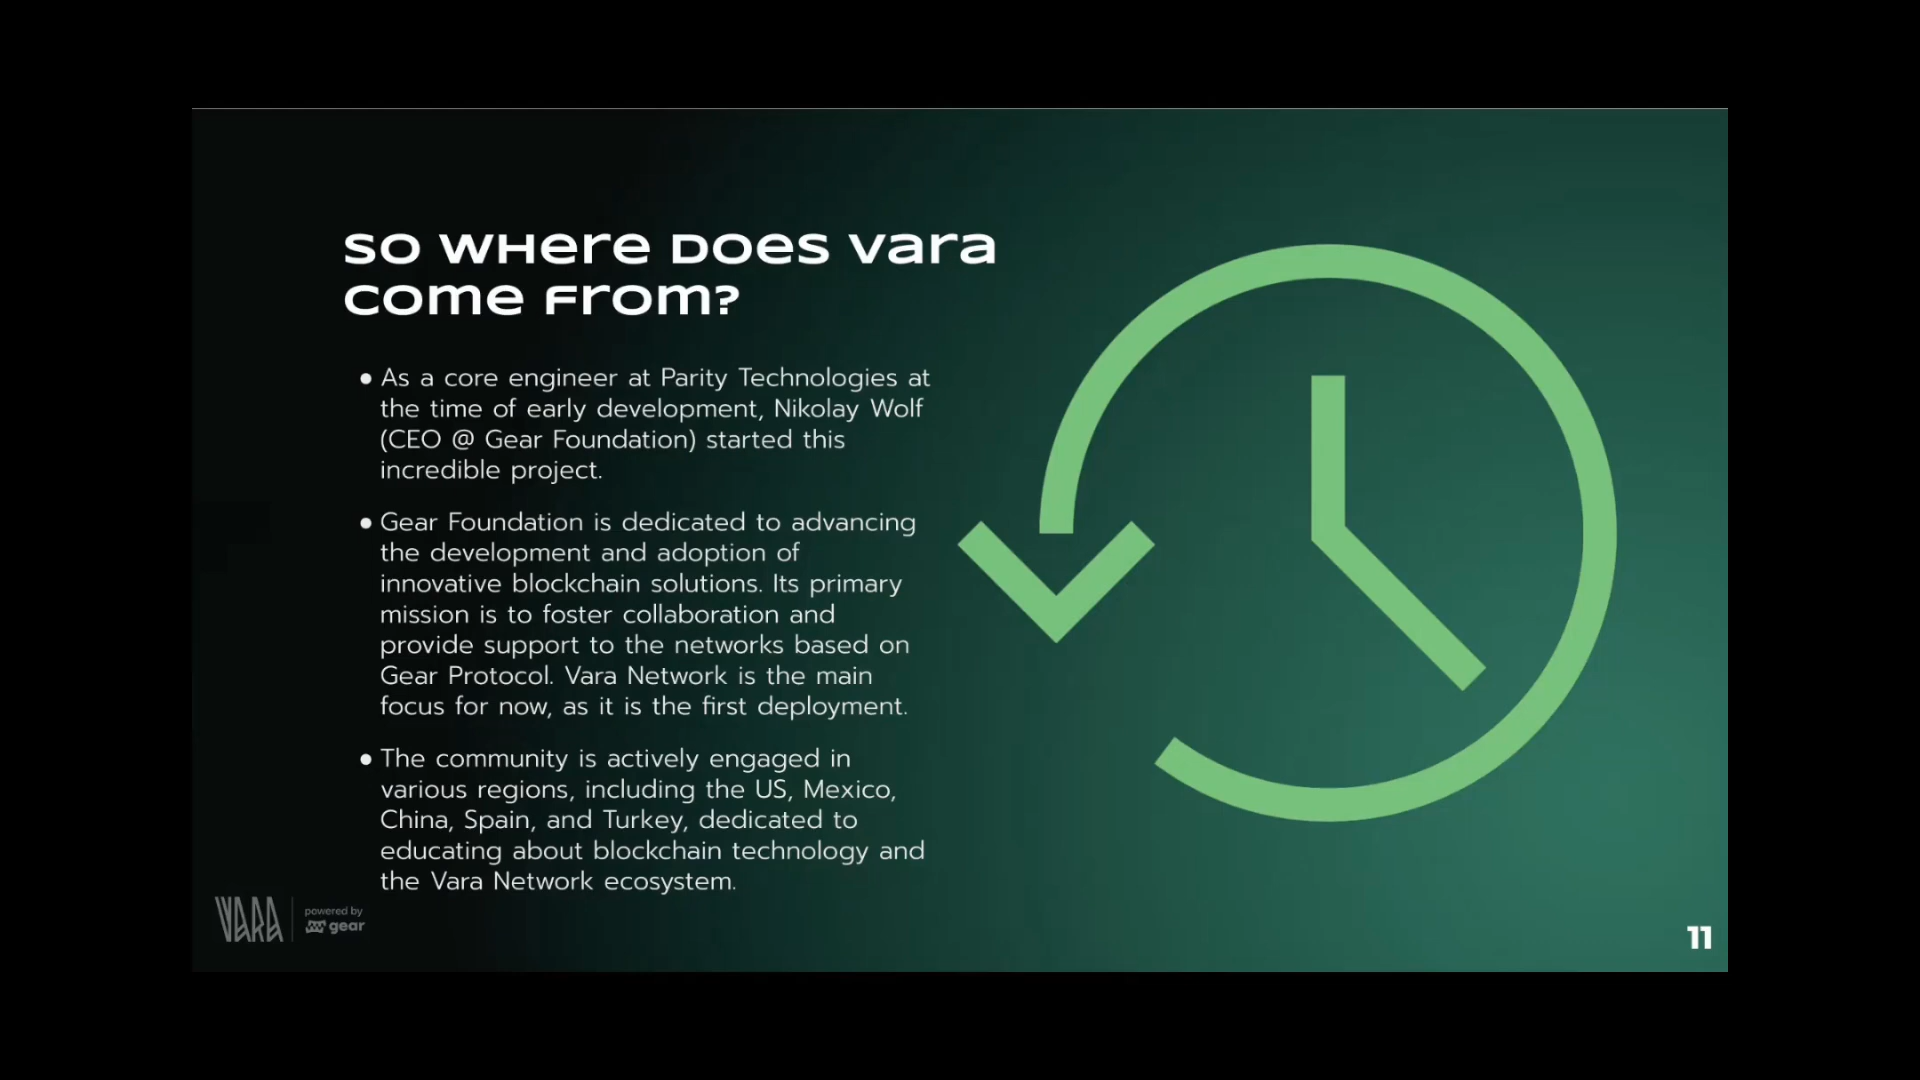 SO WHERE DOES VARA
COME FROM?
● As a core engineer at Parity Technologies at
the time of early development, Nikolay Wolf
(CEO @ Gear Foundation) started this
incredible project.
● Gear Foundation is dedicated to advancing
the development and adoption of
innovative blockchain solutions. Its primary
mission is to foster collaboration and
provide support to the networks based on
Gear Protocol. Vara Network is the main
focus for now, as it is the first deployment.
● The community is actively engaged in
various regions, including the US, Mexico,
China, Spain, and Turkey, dedicated to
educating about blockchain technology and
the Vara Network ecosystem.
VARA
powered by
gear
11